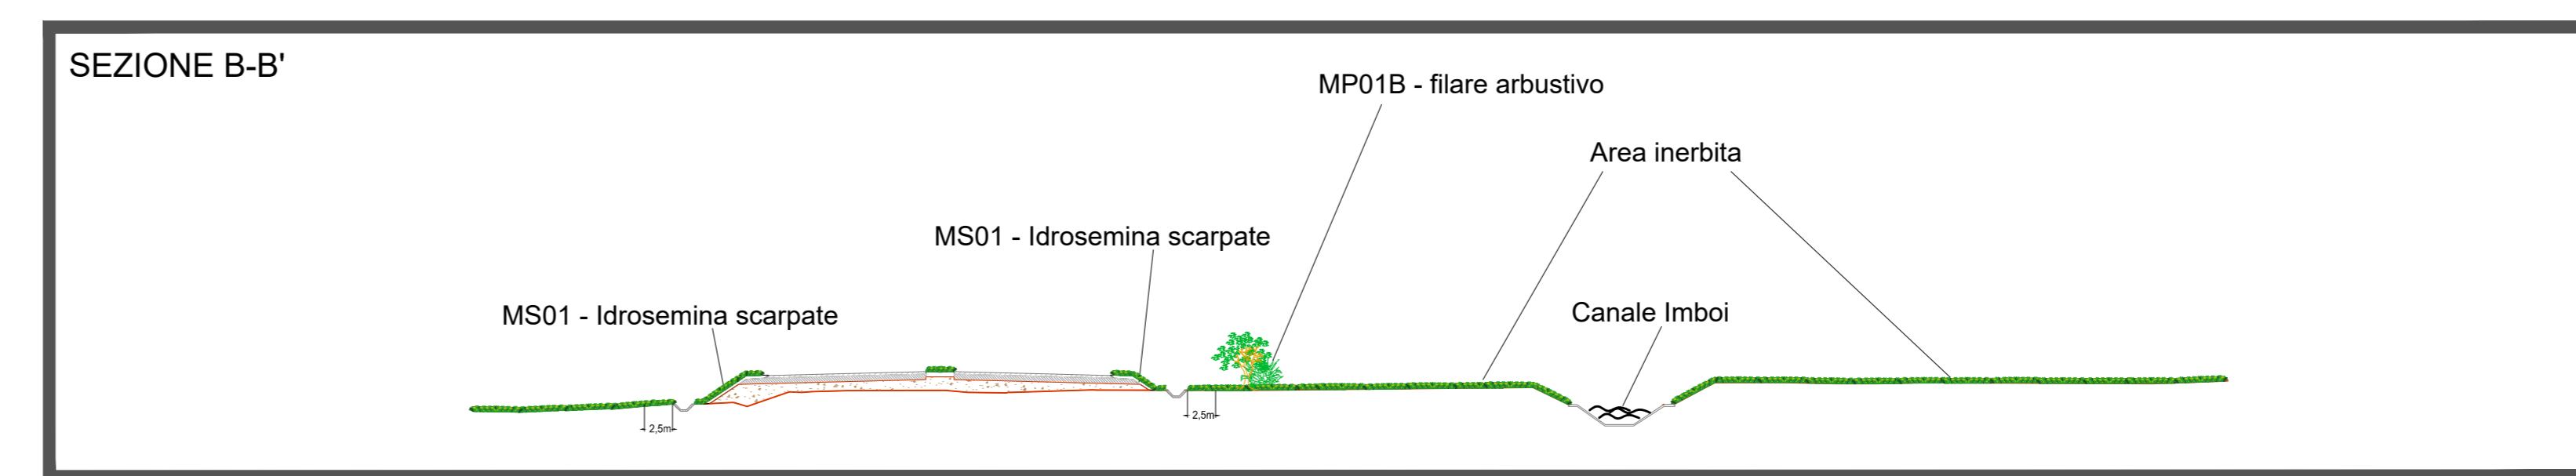 SEZIONE B-B'
MP01B - filare arbustivo
Area inerbita
MS01 - Idrosemina scarpate
MS01 - Idrosemina scarpate
Canale Imboi
2,5m
2,5m